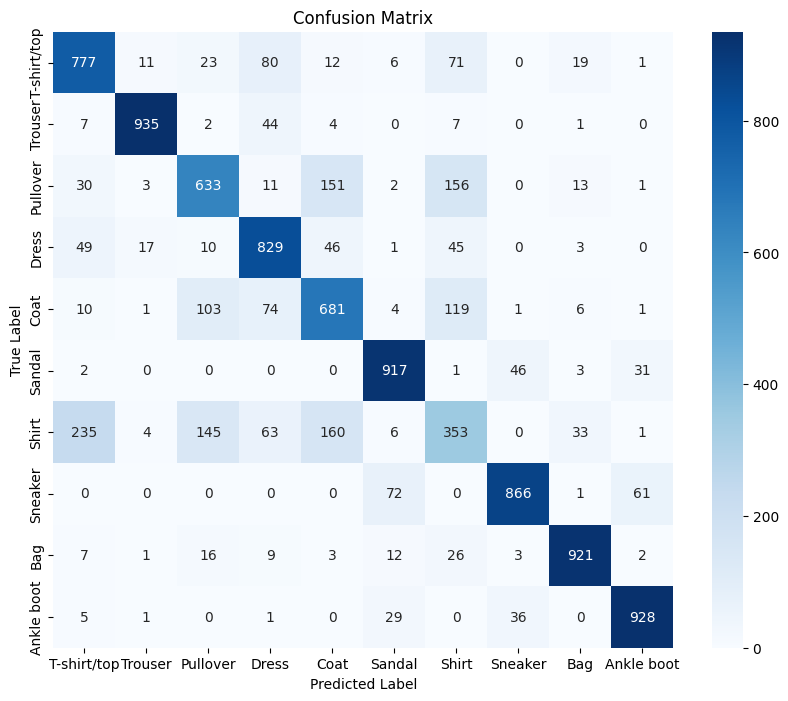 Confusion Matrix
True Label
T-shirt/top 777 11 23 80 12 6 71 0 19 1
Trouser 7 935 2 44 4 0 7 0 1 0
Pullover 30 3 633 11 151 2 156 0 13 1
Dress 49 17 10 829 46 1 45 0 3 0
Coat 10 1 103 74 681 4 119 1 6 1
Sandal 2 0 0 0 0 917 1 46 3 31
Shirt 235 4 145 63 160 6 353 0 33 1
Sneaker 0 0 0 0 0 72 0 866 1 61
Bag 7 1 16 9 3 12 26 3 921 2
Ankle boot 5 1 0 1 0 29 0 36 0 928
T-shirt/top Trouser Pullover Dress Coat Sandal Shirt Sneaker Bag Ankle boot
Predicted Label
800
600
400
200
0